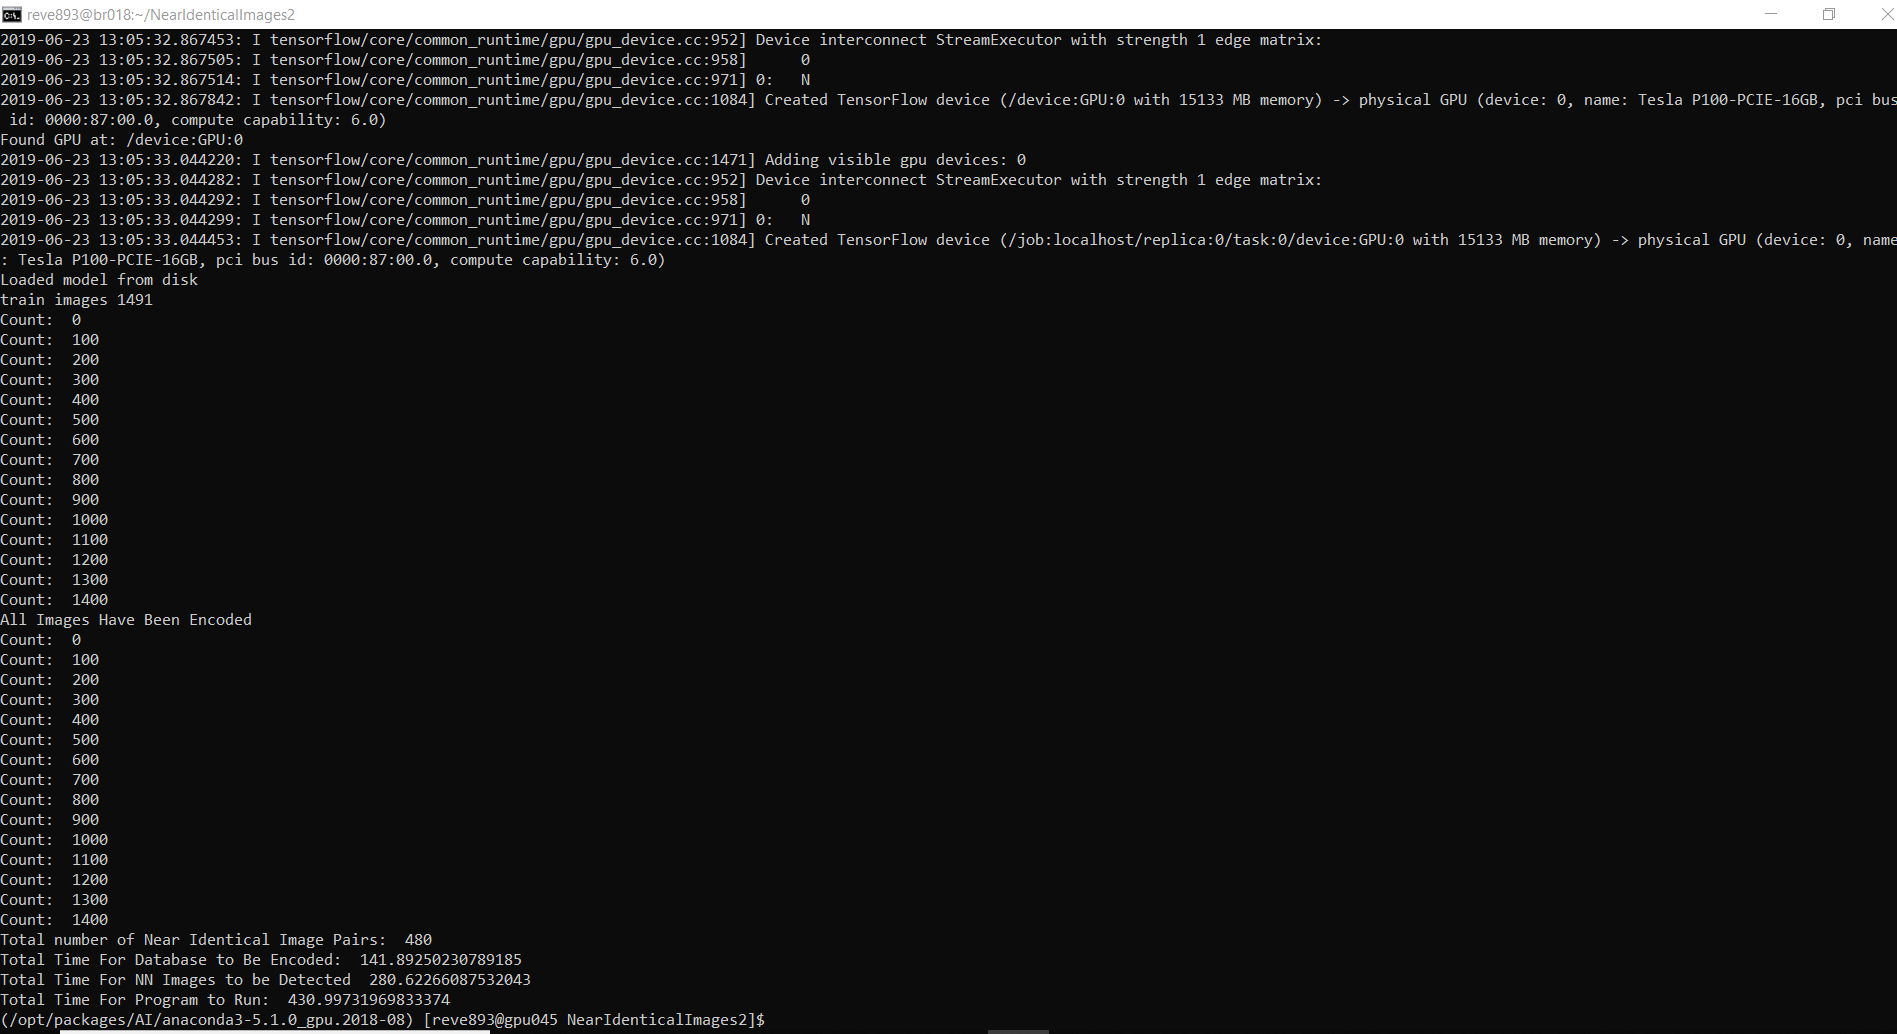 reve893@br018:~/NearIdenticalImages2
2019-06-23 13:05:32.867453: I tensorflow/core/common_runtime/gpu/gpu_device.cc:952] Device interconnect StreamExecutor with strength 1 edge matrix:
2019-06-23 13:05:32.867505: I tensorflow/core/common_runtime/gpu/gpu_device.cc:958]      0
2019-06-23 13:05:32.867514: I tensorflow/core/common_runtime/gpu/gpu_device.cc:971] 0:   N
2019-06-23 13:05:32.867842: I tensorflow/core/common_runtime/gpu/gpu_device.cc:1084] Created TensorFlow device (/device:GPU:0 with 15133 MB memory) -> physical GPU (device: 0, name: Tesla P100-PCIE-16GB, pci bus
 id: 0000:87:00.0, compute capability: 6.0)
Found GPU at: /device:GPU:0
2019-06-23 13:05:33.044220: I tensorflow/core/common_runtime/gpu/gpu_device.cc:1471] Adding visible gpu devices: 0
2019-06-23 13:05:33.044282: I tensorflow/core/common_runtime/gpu/gpu_device.cc:952] Device interconnect StreamExecutor with strength 1 edge matrix:
2019-06-23 13:05:33.044292: I tensorflow/core/common_runtime/gpu/gpu_device.cc:958]      0
2019-06-23 13:05:33.044299: I tensorflow/core/common_runtime/gpu/gpu_device.cc:971] 0:   N
2019-06-23 13:05:33.044453: I tensorflow/core/common_runtime/gpu/gpu_device.cc:1084] Created TensorFlow device (/job:localhost/replica:0/task:0/device:GPU:0 with 15133 MB memory) -> physical GPU (device: 0, name
: Tesla P100-PCIE-16GB, pci bus id: 0000:87:00.0, compute capability: 6.0)
Loaded model from disk
train images 1491
Count:  0
Count:  100
Count:  200
Count:  300
Count:  400
Count:  500
Count:  600
Count:  700
Count:  800
Count:  900
Count:  1000
Count:  1100
Count:  1200
Count:  1300
Count:  1400
All Images Have Been Encoded
Count:  0
Count:  100
Count:  200
Count:  300
Count:  400
Count:  500
Count:  600
Count:  700
Count:  800
Count:  900
Count:  1000
Count:  1100
Count:  1200
Count:  1300
Count:  1400
Total number of Near Identical Image Pairs:  480
Total Time For Database to Be Encoded:  141.89250230789185
Total Time For NN Images to be Detected  280.62266087532043
Total Time For Program to Run:  430.99731969833374
(/opt/packages/AI/anaconda3-5.1.0_gpu.2018-08) [reve893@gpu045 NearIdenticalImages2]$